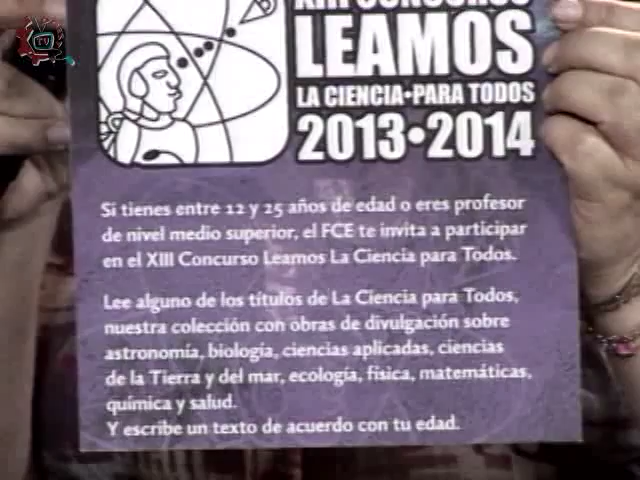 TV
XIII CONCURSO
LEAMOS
LA CIENCIA•PARA TODOS
2013•2014
Si tienes entre 12 y 25 años de edad o eres profesor
de nivel medio superior, el FCE te invita a participar
en el XIII Concurso Leamos La Ciencia para Todos.
Lee alguno de los títulos de La Ciencia para Todos,
nuestra colección con obras de divulgación sobre
astronomía, biología, ciencias aplicadas, ciencias
de la Tierra y del mar, ecología, física, matemáticas,
química y salud.
Y escribe un texto de acuerdo con tu edad.